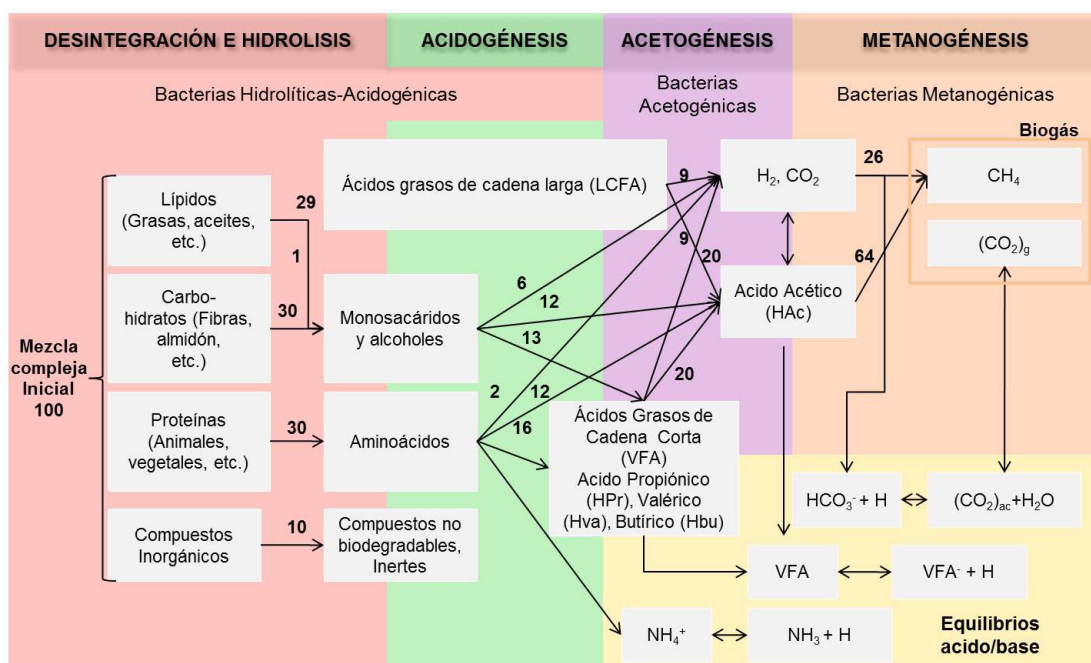 DESINTEGRACIÓN E HIDROLISIS
ACIDOGÉNESIS
ACETOGÉNESIS
METANOGÉNESIS
Bacterias Hidrolíticas-Acidogénicas
Bacterias
Acetogénicas
Bacterias Metanogénicas
Biogás
Mezcla
compleja
Inicial
100
Lípidos
(Grasas, aceites,
etc.)
29
1
Ácidos grasos de cadena larga (LCFA)
9
9
20
H₂, CO₂
26
CH₄
(CO₂)g
Carbo-
hidratos (Fibras,
almidón,
etc.)
30
Monosacáridos
y alcoholes
6
12
13
Acido Acético
(HAc)
64
Proteínas
(Animales,
vegetales, etc.)
30
Aminoácidos
2
12
16
20
Ácidos Grasos de
Cadena Corta
(VFA)
Acido Propiónico
(HPr), Valérico
(Hva), Butírico (Hbu)
HCO₃⁻ + H
(CO₂)ac+H₂O
Compuestos
Inorgánicos
10
Compuestos no
biodegradables,
Inertes
VFA
VFA⁻ + H
NH₄⁺
NH₃ + H
Equilibrios
acido/base